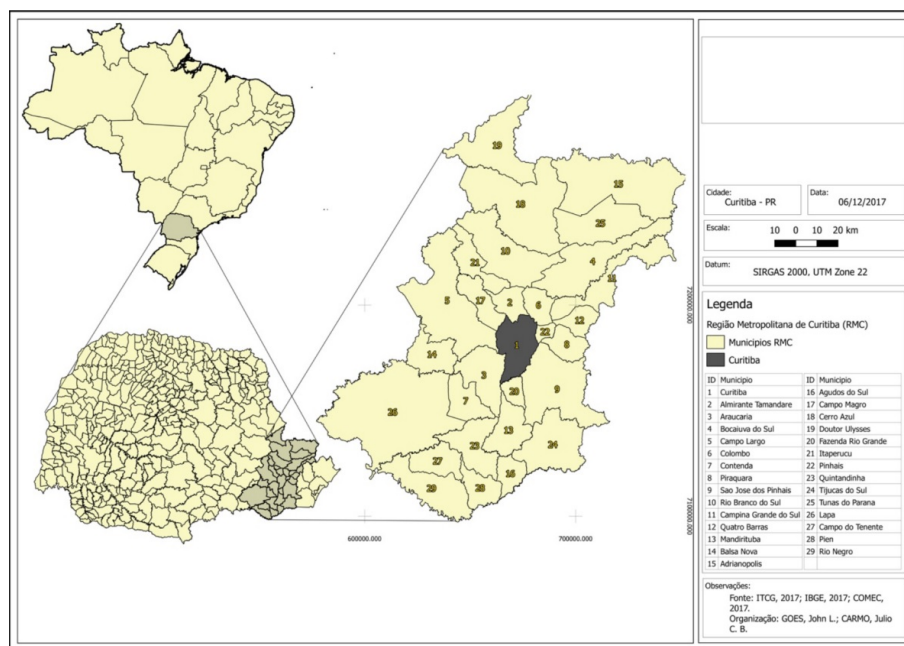 19
15
18
25
10
4
21
11
5
17
2
6
12
22
1
8
14
3
9
7
20
26
13
23
24
27
16
29
28
600000.000
700000.000
7200000.000
7100000.000
Cidade:
Curitiba - PR
Data:
06/12/2017
Escala:
10 0 10 20 km
Datum:
SIRGAS 2000, UTM Zone 22
Legenda
Região Metropolitana de Curitiba (RMC)
Municipios RMC
Curitiba
ID Municipio ID Municipio
1 Curitiba 16 Agudos do Sul
2 Almirante Tamandare 17 Campo Magro
3 Araucaria 18 Cerro Azul
4 Bocaiuva do Sul 19 Doutor Ulysses
5 Campo Largo 20 Fazenda Rio Grande
6 Colombo 21 Itaperucu
7 Contenda 22 Pinhais
8 Piraquara 23 Quintandinha
9 Sao Jose dos Pinhais 24 Tijucas do Sul
10 Rio Branco do Sul 25 Tunas do Parana
11 Campina Grande do Sul 26 Lapa
12 Quatro Barras 27 Campo do Tenente
13 Mandirituba 28 Pien
14 Balsa Nova 29 Rio Negro
15 Adrianopolis
Observações:
Fonte: ITCG, 2017; IBGE, 2017; COMEC,
2017.
Organização: GOES, John L.; CARMO, Julio
C. B.